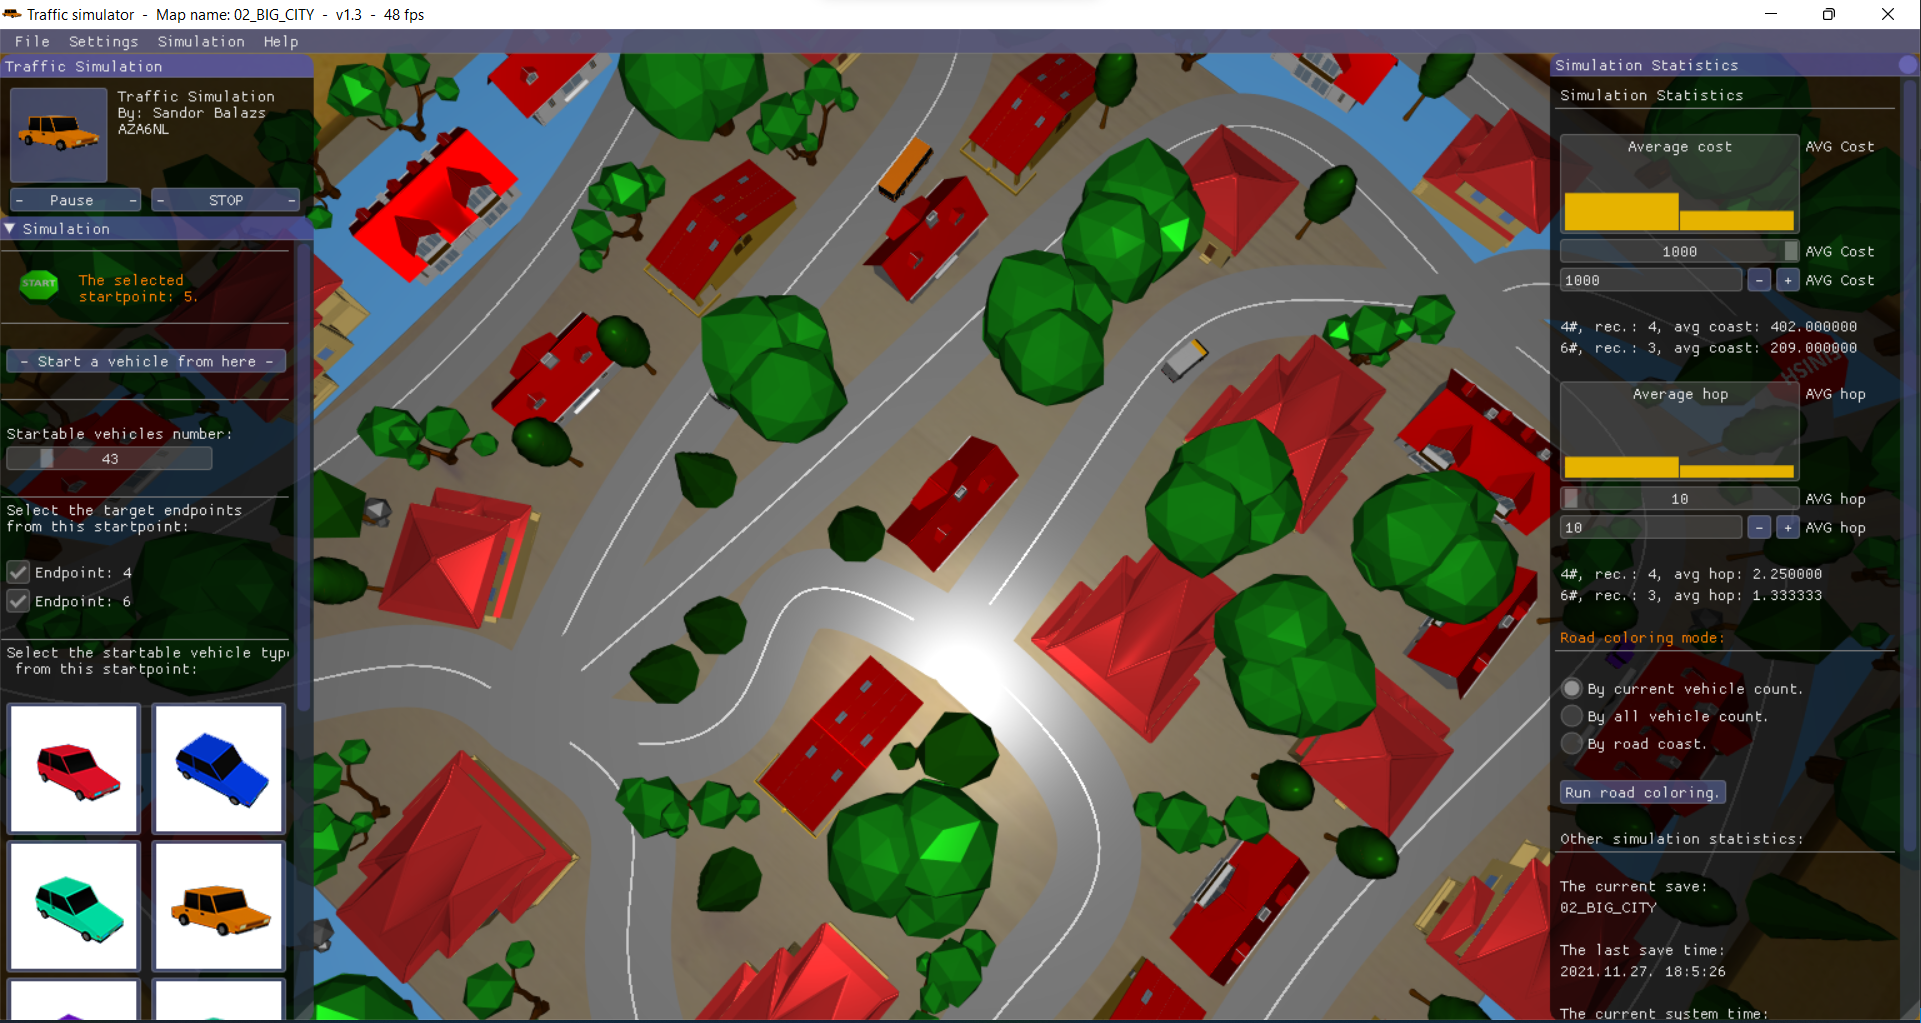 Traffic simulator - Map name: 02_BIG_CITY - v1.3 - 48 fps
File Settings Simulation Help
Traffic Simulation
Traffic Simulation
By: Sandor Balazs
AZA6NL
- Pause -
- STOP -
Simulation
START
The selected
startpoint: 5.
- Start a vehicle from here -
Startable vehicles number:
43
Select the target endpoints
from this startpoint:
Endpoint: 4
Endpoint: 6
Select the startable vehicle type
from this startpoint:
Simulation Statistics
Simulation Statistics
Average cost
AVG Cost
1000
AVG Cost
1000
- +
AVG Cost
4#, rec.: 4, avg coast: 402.000000
6#, rec.: 3, avg coast: 209.000000
FINISH
Average hop
AVG hop
10
AVG hop
10
- +
AVG hop
4#, rec.: 4, avg hop: 2.250000
6#, rec.: 3, avg hop: 1.333333
Road coloring mode:
By current vehicle count.
By all vehicle count.
By road coast.
Run road coloring.
Other simulation statistics:
The current save:
02_BIG_CITY
The last save time:
2021.11.27. 18:5:26
The current system time: